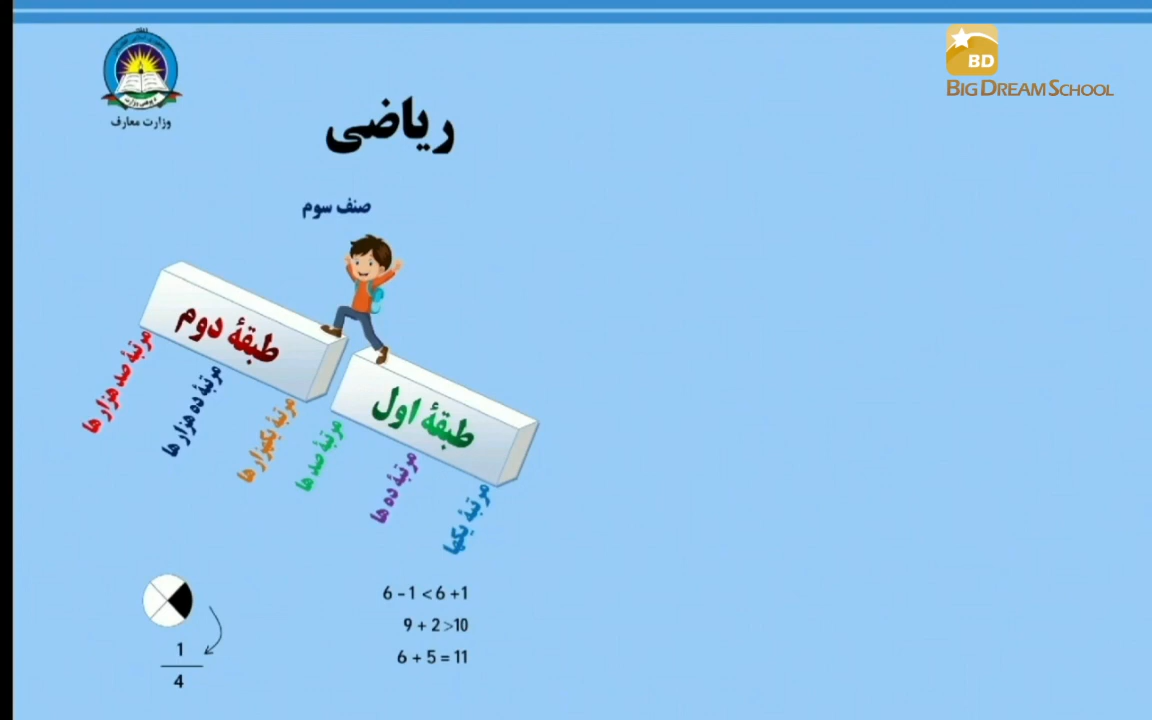 BD
BIG DREAM SCHOOL
وزارت معارف
ریاضی
صنف سوم
طبقهٔ دوم
طبقهٔ اول
مرتبهٔ صد هزار ها
مرتبهٔ ده هزار ها
مرتبهٔ یکهزار ها
مرتبهٔ صد ها
مرتبهٔ ده ها
مرتبهٔ یکها
6 - 1 < 6 + 1
9 + 2 > 10
6 + 5 = 11
1
4